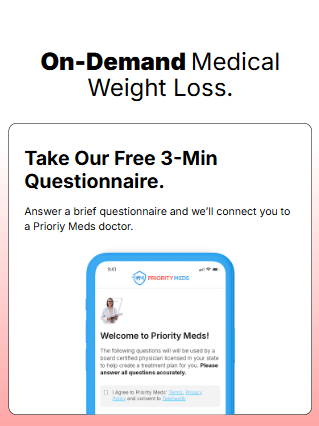 On-Demand Medical
Weight Loss.
Take Our Free 3-Min
Questionnaire.
Answer a brief questionnaire and we'll connect you to
a Prioriy Meds doctor.
9:41
PRIORITY MEDS
Welcome to Priority Meds!
The following questions will will be used by a
board certified physician licensed in your state
to help create a treatment plan for you. Please
answer all questions accurately.
I Agree to Priority Meds' Terms, Privacy
Policy and consent to Telehealth